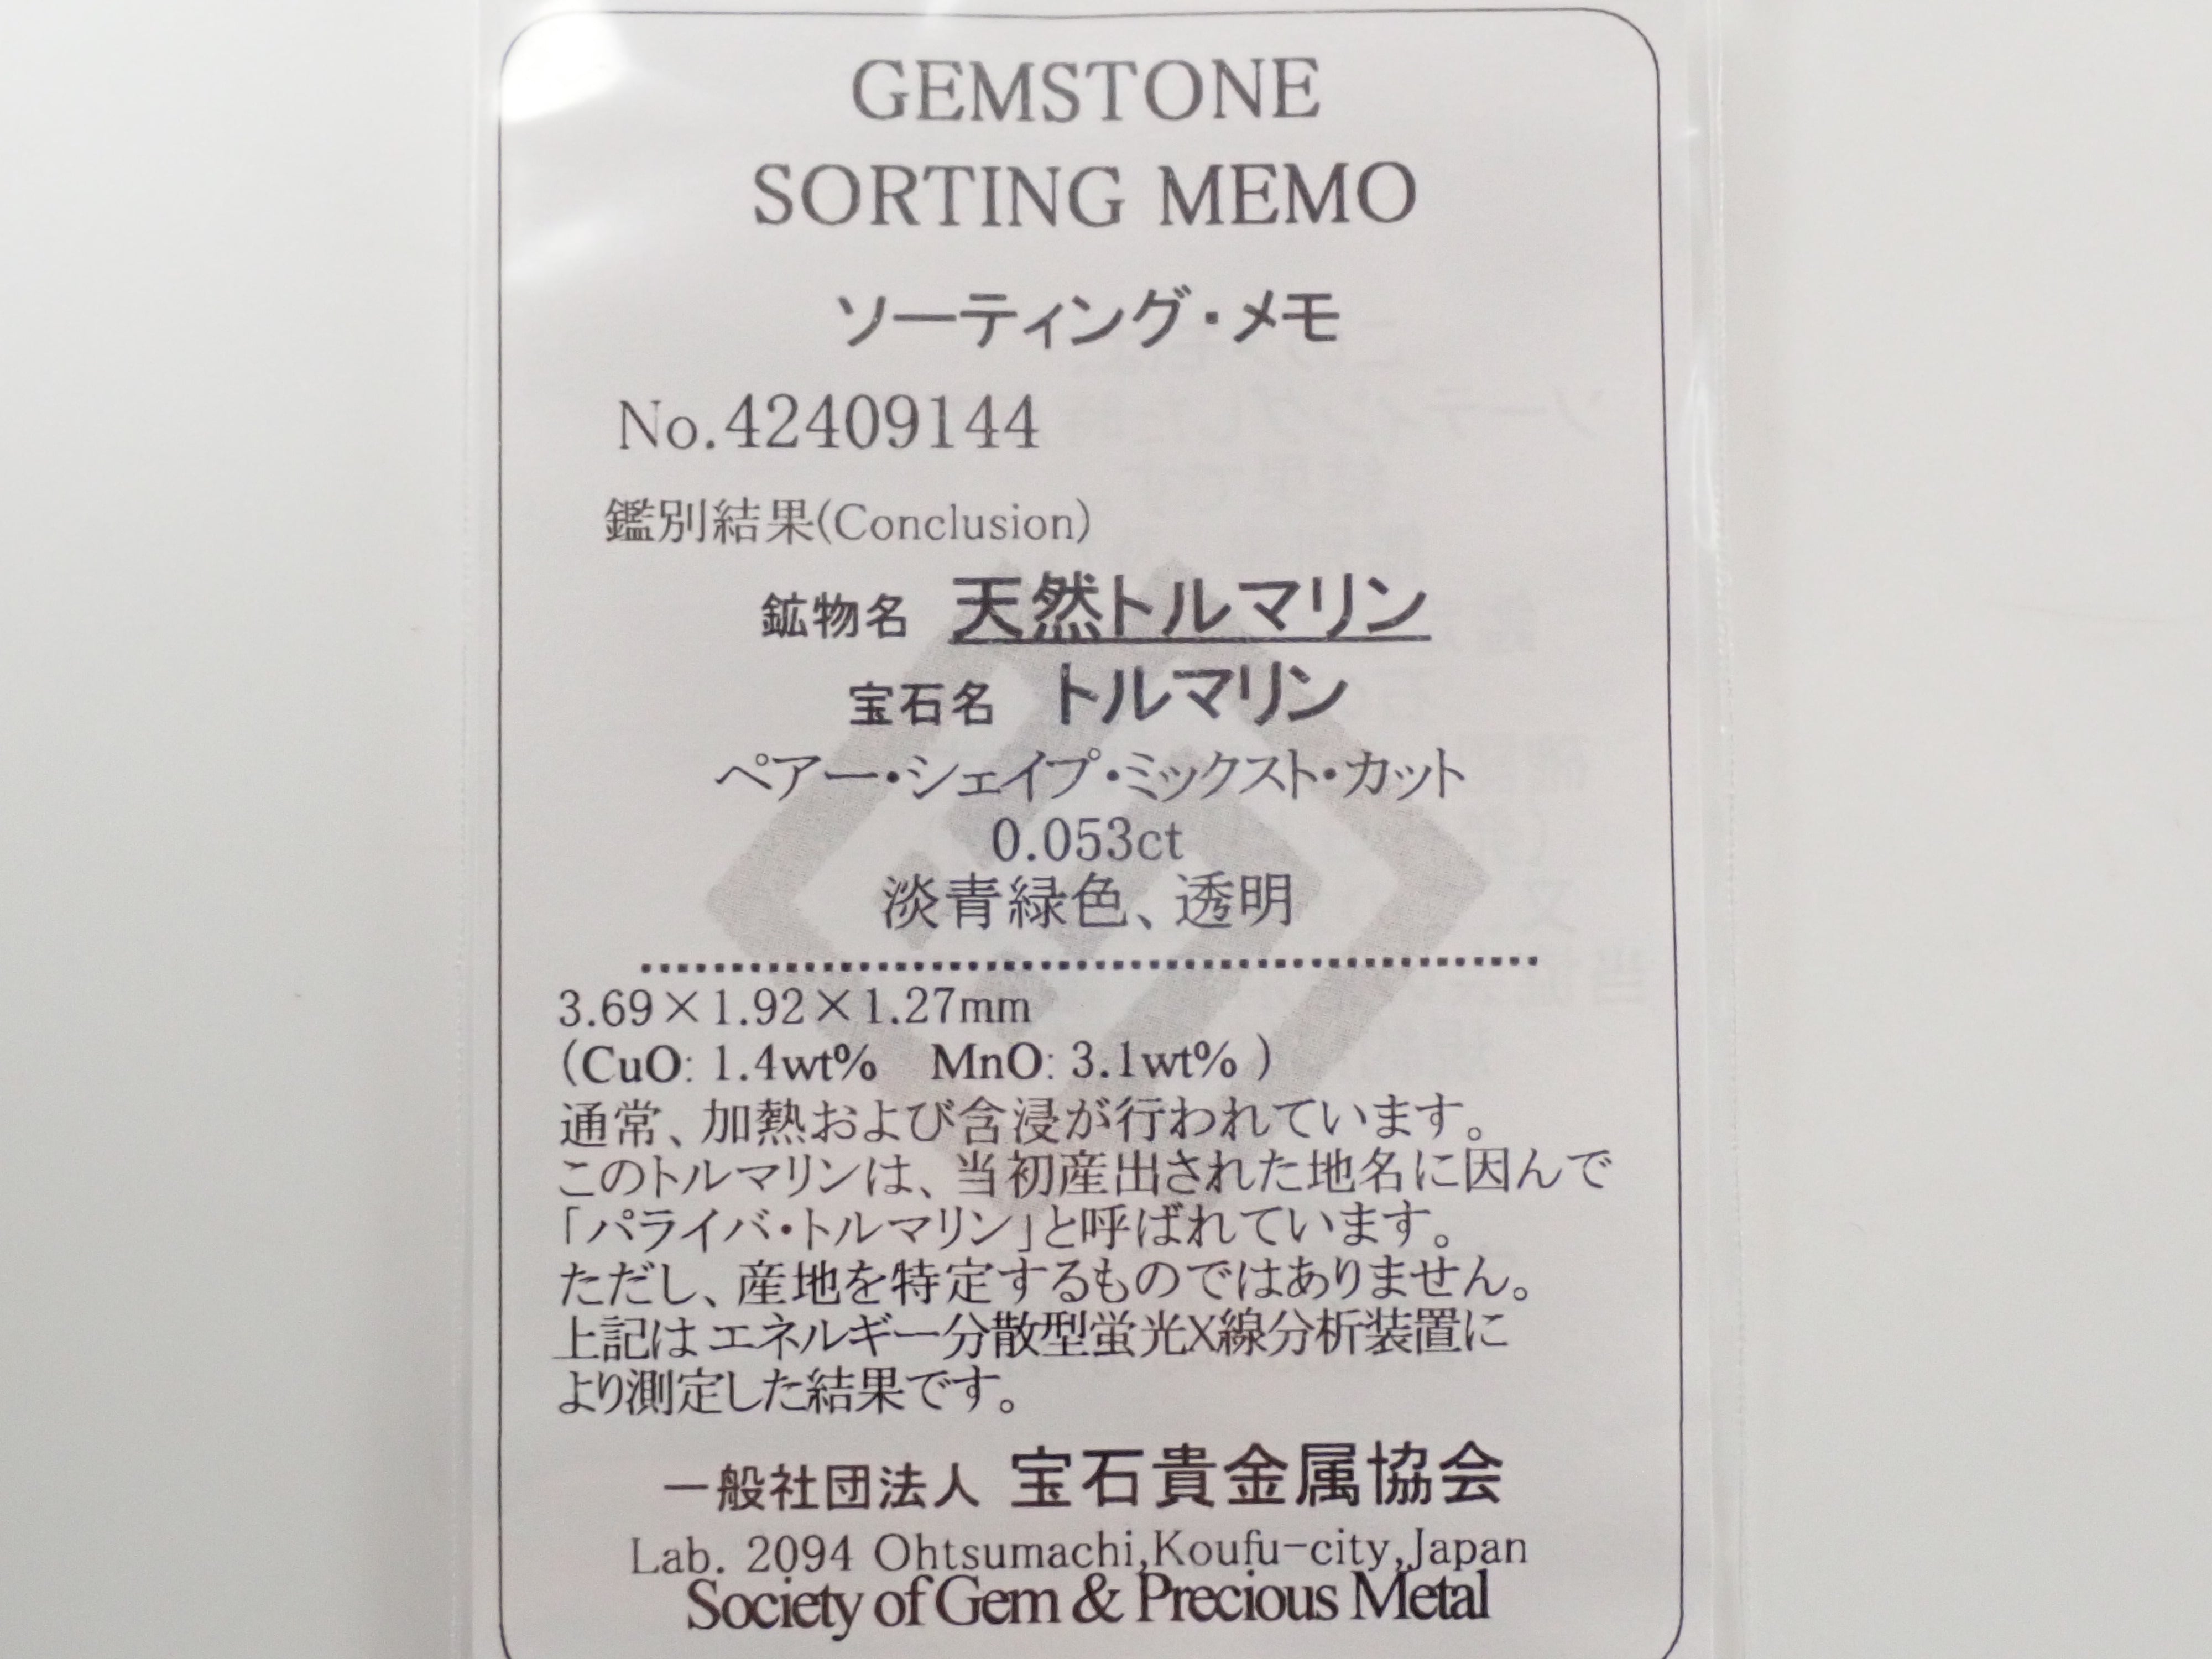 GEMSTONE
SORTING MEMO
ソーティング・メモ
No.42409144
鑑別結果(Conclusion)
鉱物名 天然トルマリン
宝石名 トルマリン
ペアー・シェイプ・ミックスト・カット
0.053ct
淡青緑色、透明
3.69×1.92×1.27mm
(CuO: 1.4wt% MnO: 3.1wt% )
通常、加熱および含浸が行われています。
このトルマリンは、当初産出された地名に因んで
「パライバ・トルマリン」と呼ばれています。
ただし、産地を特定するものではありません。
上記はエネルギー分散型蛍光X線分析装置に
より測定した結果です。
一般社団法人 宝石貴金属協会
Lab. 2094 Ohtsumachi,Koufu-city,Japan
Society of Gem & Precious Metal